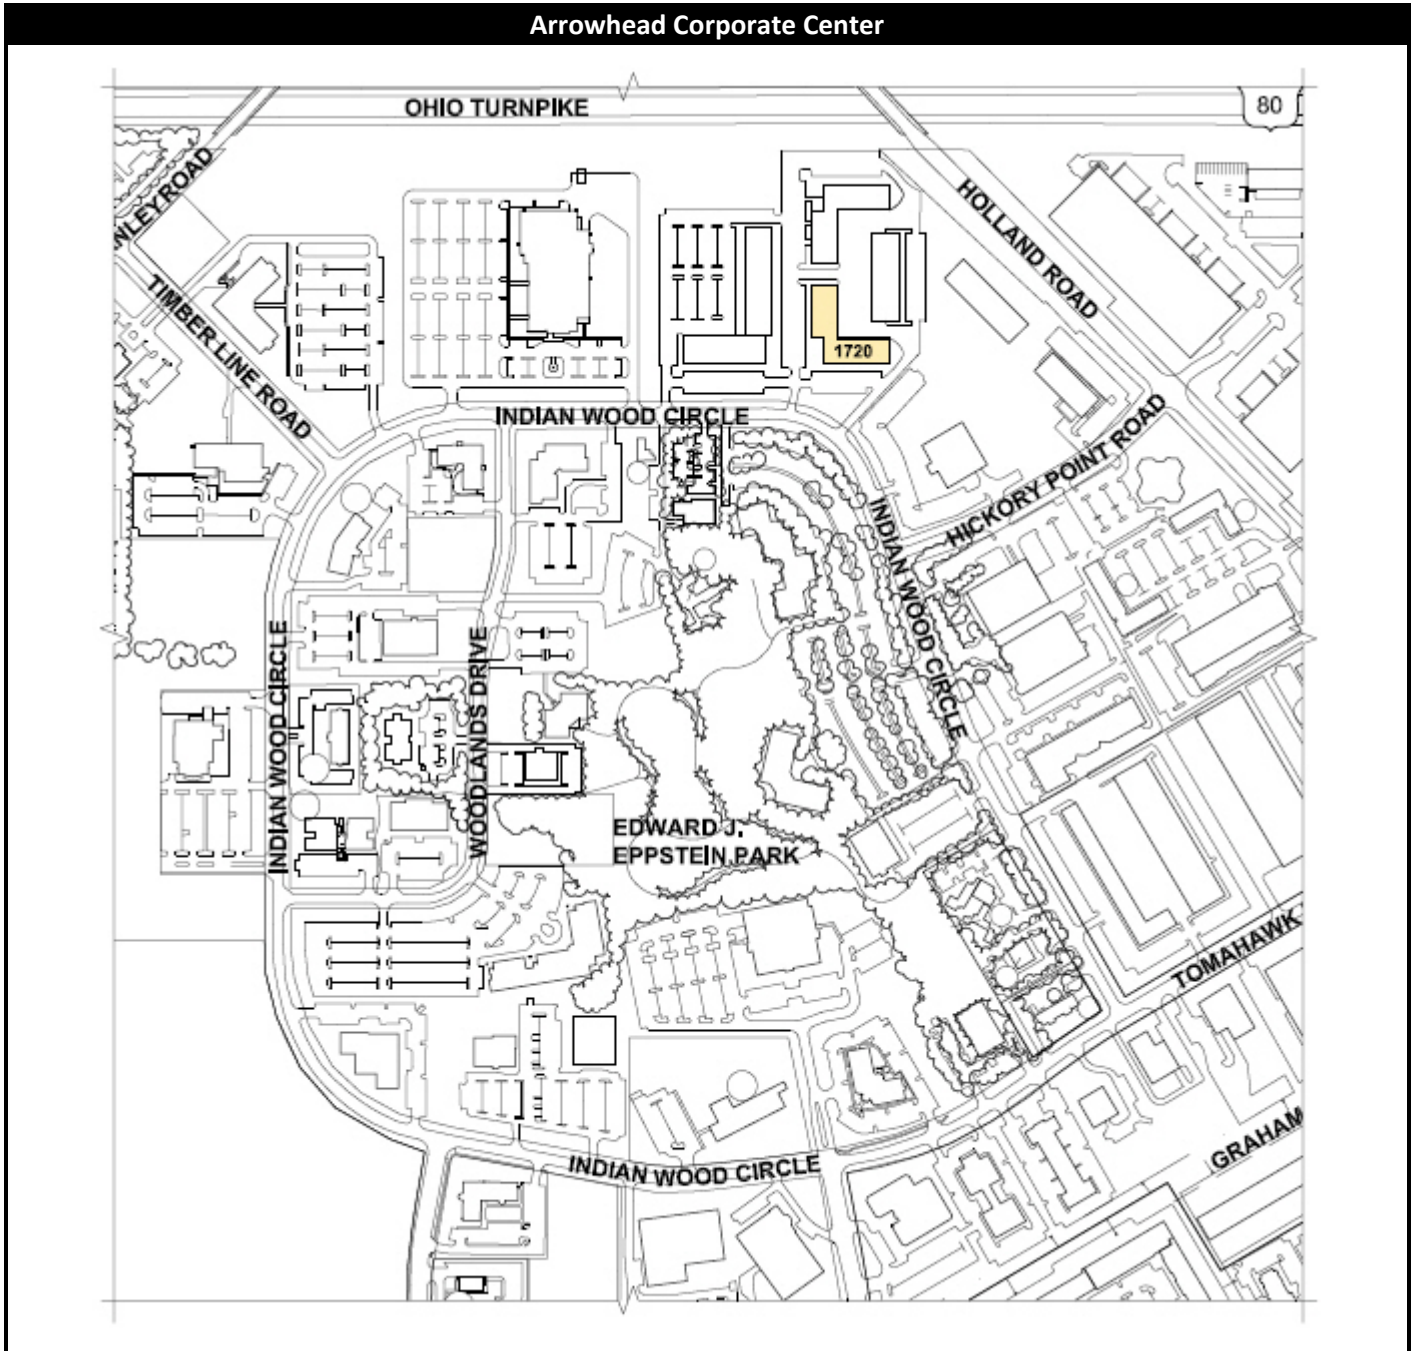 Arrowhead Corporate Center
OHIO TURNPIKE
80
NLEY ROAD
HOLLAND ROAD
TIMBER LINE ROAD
1720
INDIAN WOOD CIRCLE
HICKORY POINT ROAD
INDIAN WOOD CIRCLE
INDIAN WOOD CIRCLE
WOODLANDS DRIVE
EDWARD J.
EPPSTEIN PARK
TOMAHAWK
GRAHAM
INDIAN WOOD CIRCLE